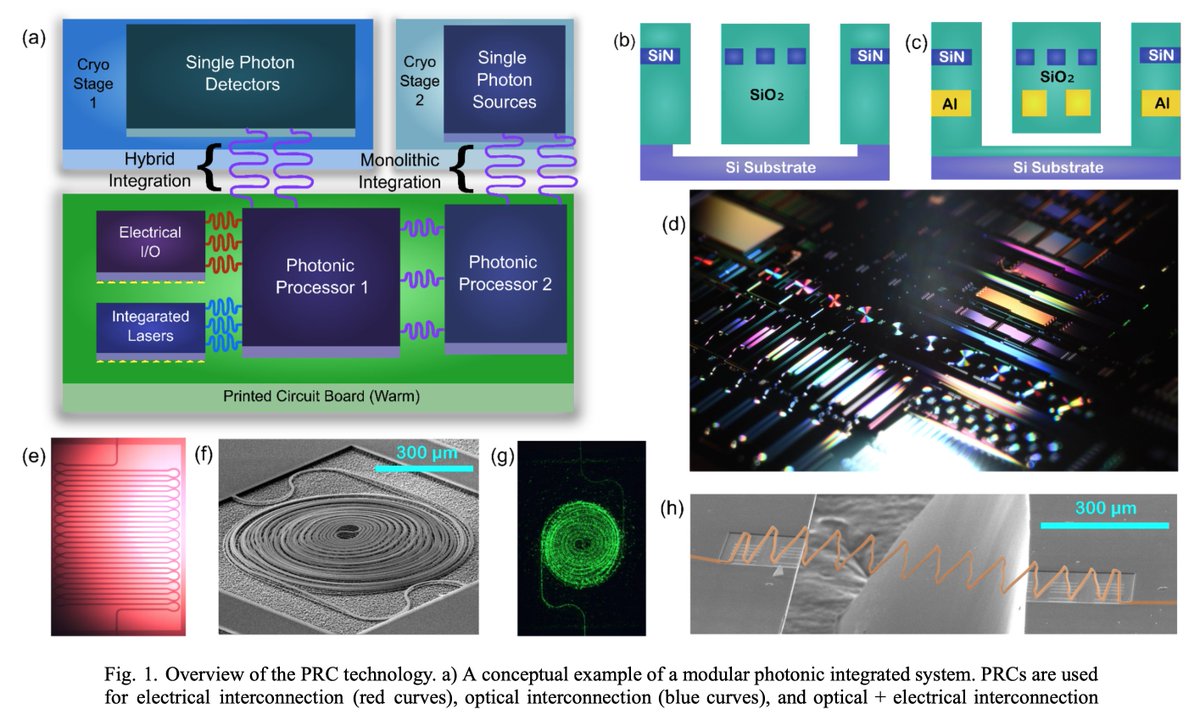 (a)
Cryo
Stage
1
Single Photon
Detectors
Cryo
Stage
2
Single
Photon
Sources
Hybrid
Integration
{
Monolithic
Integration
{
Electrical
I/O
Integarated
Lasers
Photonic
Processor 1
Photonic
Processor 2
Printed Circuit Board (Warm)
(b)
SiN
SiN
SiO₂
Si Substrate
(c)
SiN
SiN
SiO₂
Al
Al
Si Substrate
(d)
(e)
(f)
300 μm
(g)
(h)
300 μm
Fig. 1. Overview of the PRC technology. a) A conceptual example of a modular photonic integrated system. PRCs are used
for electrical interconnection (red curves), optical interconnection (blue curves), and optical + electrical interconnection